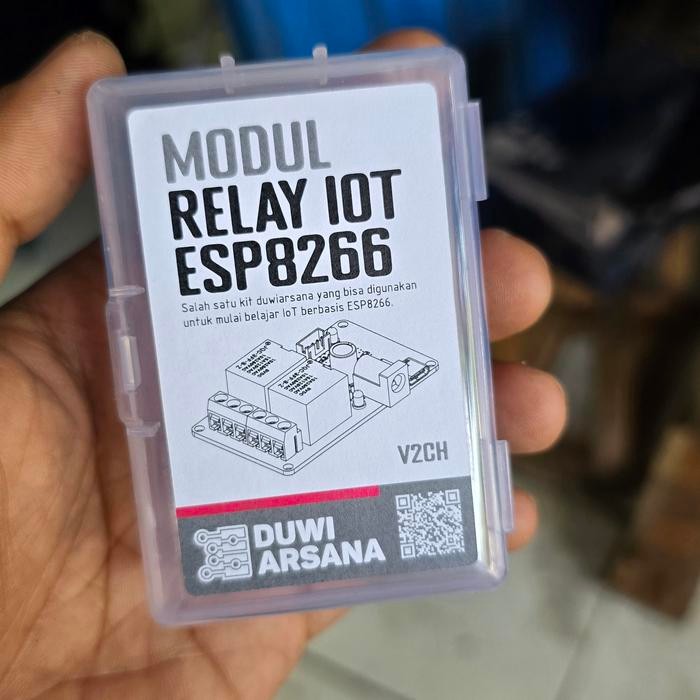 MODUL
RELAY IOT
ESP8266
Salah satu kit duwiarsana yang bisa digunakan
untuk mulai belajar IoT berbasis ESP8266.
V2CH
DUWI
ARSANA